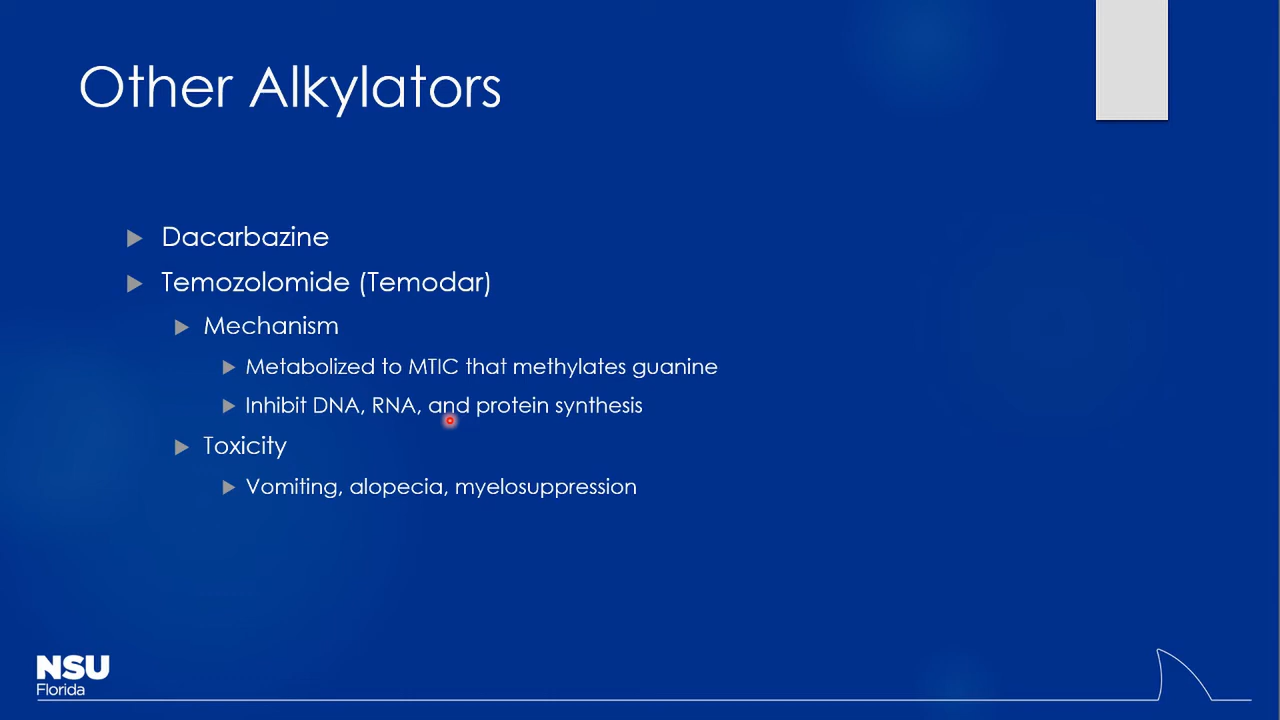 Other Alkylators
Dacarbazine
Temozolomide (Temodar)
Mechanism
Metabolized to MTIC that methylates guanine
Inhibit DNA, RNA, and protein synthesis
Toxicity
Vomiting, alopecia, myelosuppression
NSU
Florida